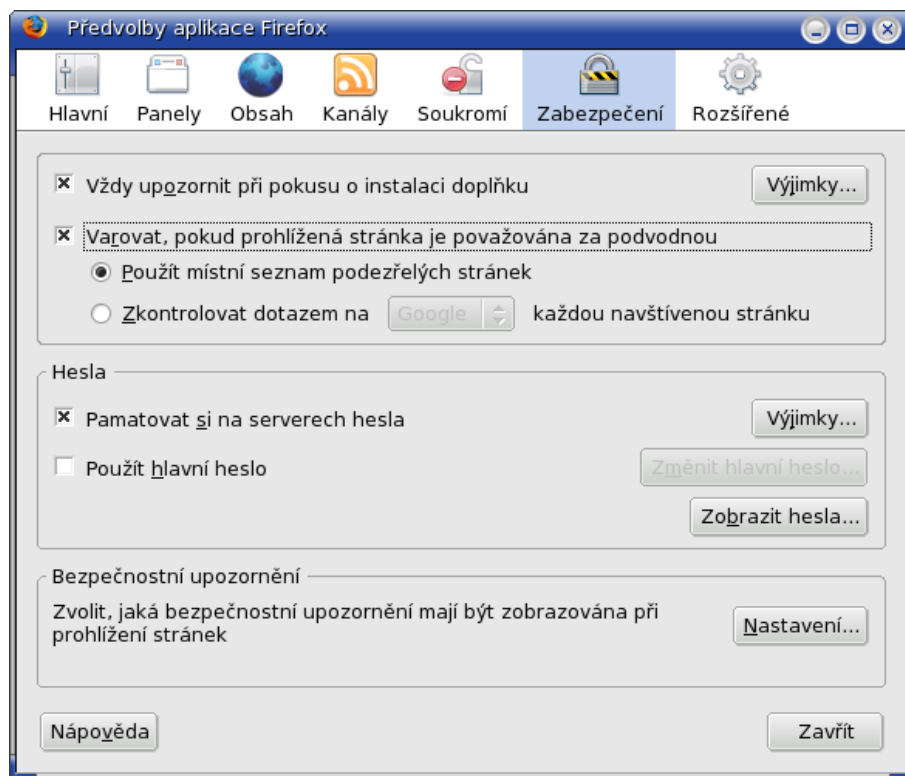 Předvolby aplikace Firefox
Hlavní Panely Obsah Kanály Soukromí Zabezpečení Rozšířené
Vždy upozornit při pokusu o instalaci doplňku Výjimky...
Varovat, pokud prohlížená stránka je považována za podvodnou
Použít místní seznam podezřelých stránek
Zkontrolovat dotazem na Google každou navštívenou stránku
Hesla
Pamatovat si na serverech hesla Výjimky...
Použít hlavní heslo Změnit hlavní heslo...
Zobrazit hesla...
Bezpečnostní upozornění
Zvolit, jaká bezpečnostní upozornění mají být zobrazována při
prohlížení stránek Nastavení...
Nápověda Zavřít